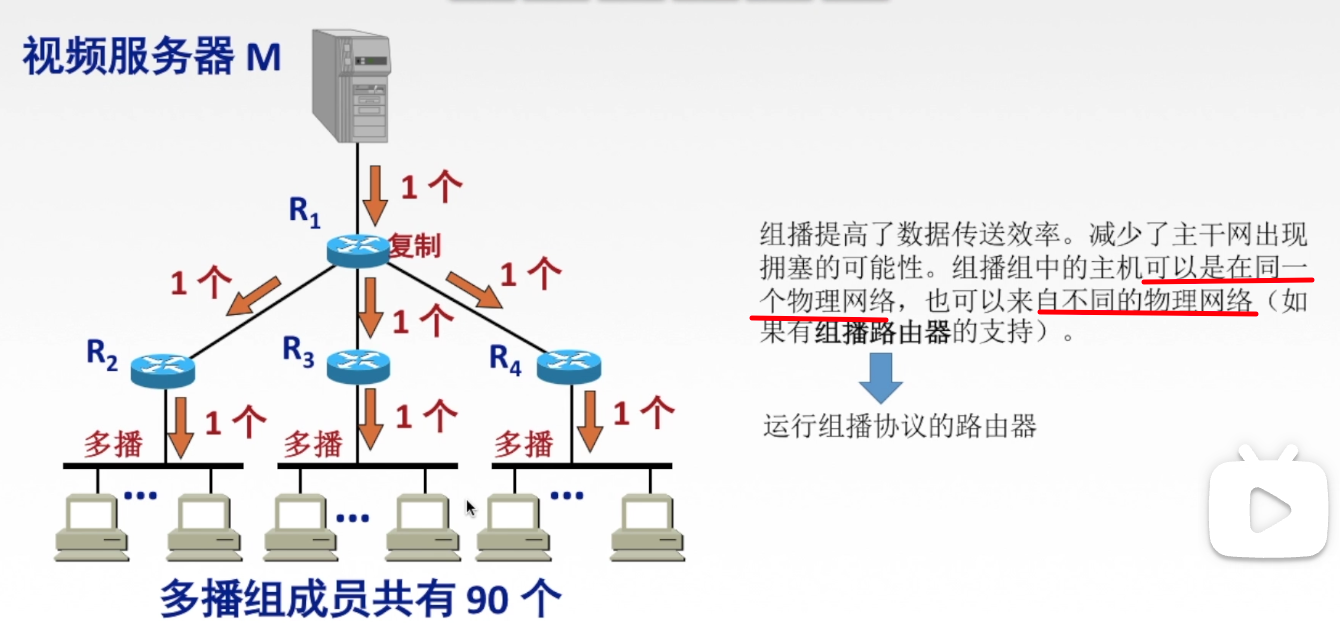 视频服务器 M
1 个
R1
复制
1 个
1 个
1 个
R2
R3
R4
1 个
1 个
1 个
多播
多播
多播
...
...
...
多播组成员共有 90 个
组播提高了数据传送效率。减少了主干网出现
拥塞的可能性。组播组中的主机可以是在同一
个物理网络，也可以来自不同的物理网络（如
果有组播路由器的支持）。
运行组播协议的路由器